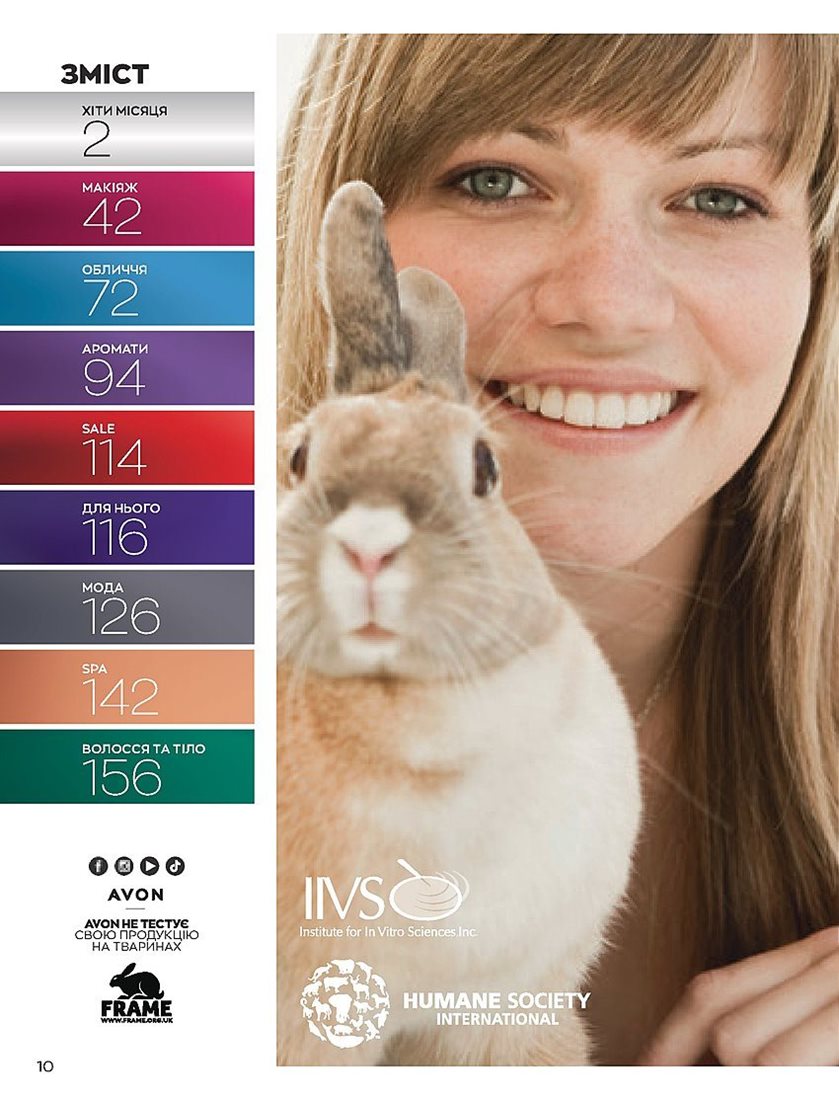 ЗМІСТ
ХІТИ МІСЯЦЯ
2
МАКІЯЖ
42
ОБЛИЧЧЯ
72
АРОМАТИ
94
SALE
114
ДЛЯ НЬОГО
116
МОДА
126
SPA
142
ВОЛОССЯ ТА ТІЛО
156
AVON
AVON НЕ ТЕСТУЄ
СВОЮ ПРОДУКЦІЮ
НА ТВАРИНАХ
FRAME
WWW.FRAME.ORG.UK
10
IIVS
Institute for In Vitro Sciences, Inc.
HUMANE SOCIETY
INTERNATIONAL